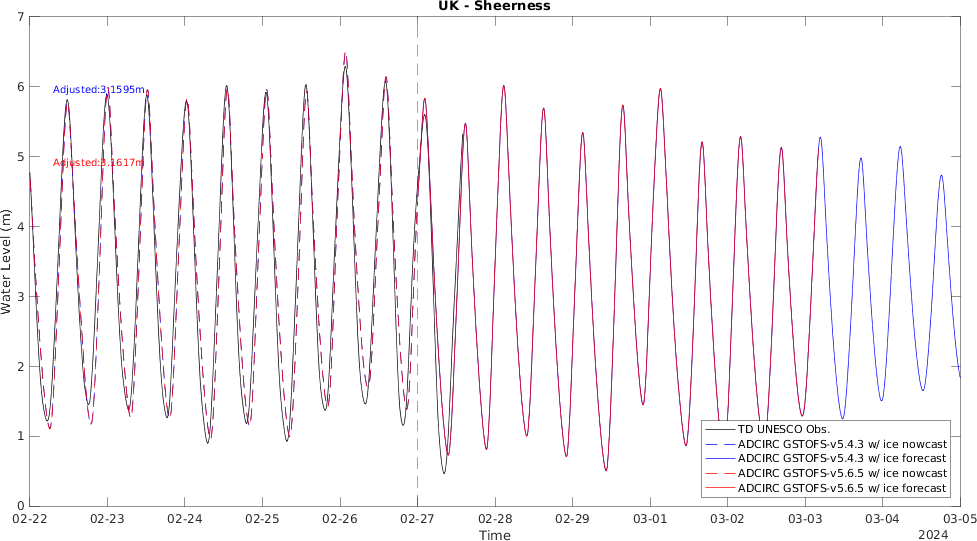 UK - Sheerness
7
6
5
4
3
2
1
0
Water Level (m)
Adjusted:3.1595m
Adjusted:3.1617m
TD UNESCO Obs.
ADCIRC GSTOFS-v5.4.3 w/ ice nowcast
ADCIRC GSTOFS-v5.4.3 w/ ice forecast
ADCIRC GSTOFS-v5.6.5 w/ ice nowcast
ADCIRC GSTOFS-v5.6.5 w/ ice forecast
02-22 02-23 02-24 02-25 02-26 02-27 02-28 02-29 03-01 03-02 03-03 03-04 03-05
Time
2024